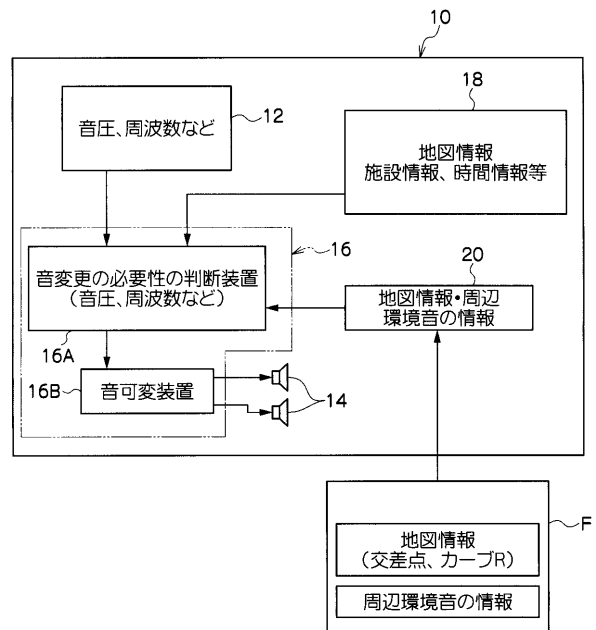 10
12
音圧、周波数など
18
地図情報
施設情報、時間情報等
16
音変更の必要性の判断装置
(音圧、周波数など)
20
地図情報・周辺
環境音の情報
16A
16B
音可変装置
14
F
地図情報
(交差点、カーブR)
周辺環境音の情報